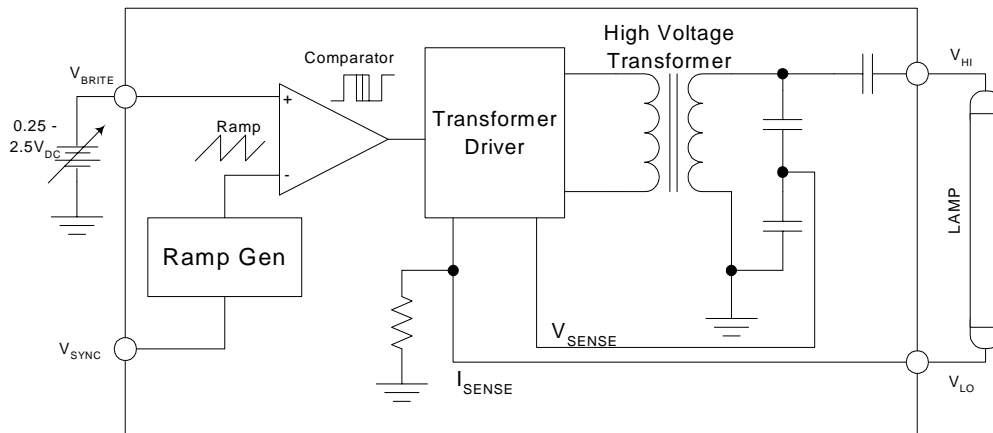 V_BRITE
0.25 -
2.5V_DC
Ramp
+
-
Comparator
Ramp Gen
V_SYNC
Transformer
Driver
High Voltage
Transformer
V_SENSE
I_SENSE
V_HI
LAMP
V_LO